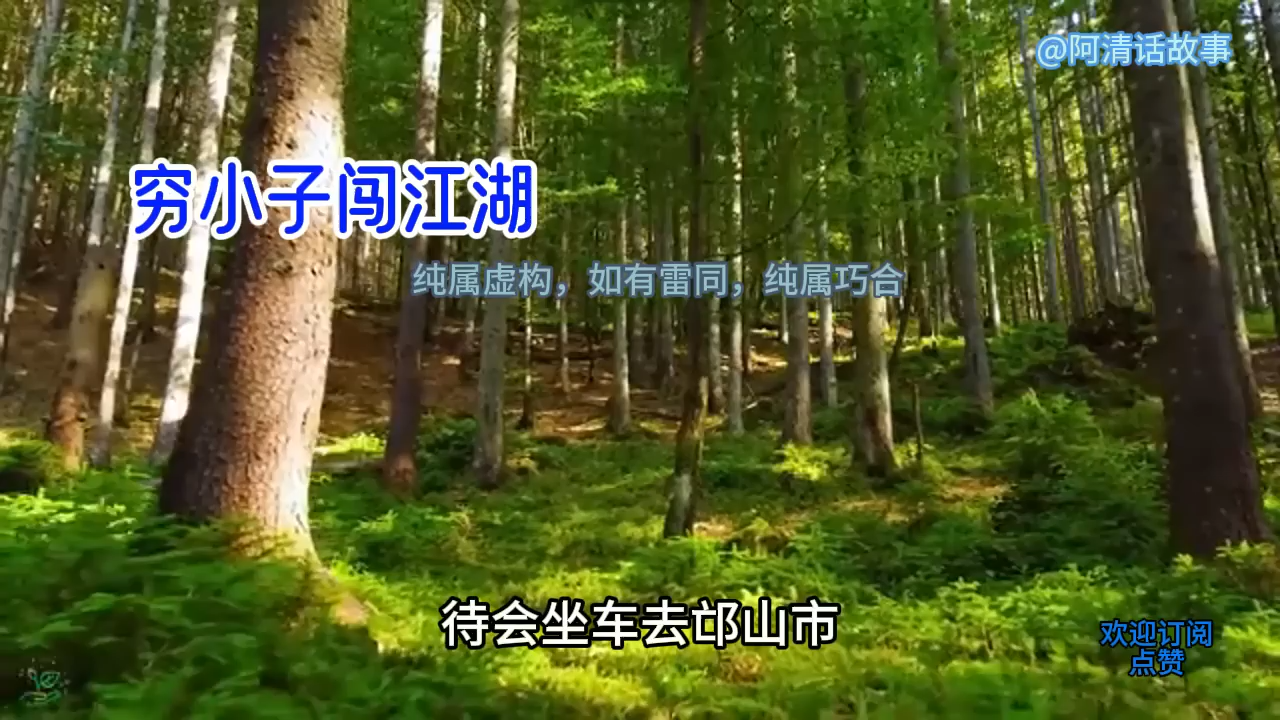 @阿清话故事
穷小子闯江湖
纯属虚构，如有雷同，纯属巧合
待会坐车去邙山市
欢迎订阅
点赞